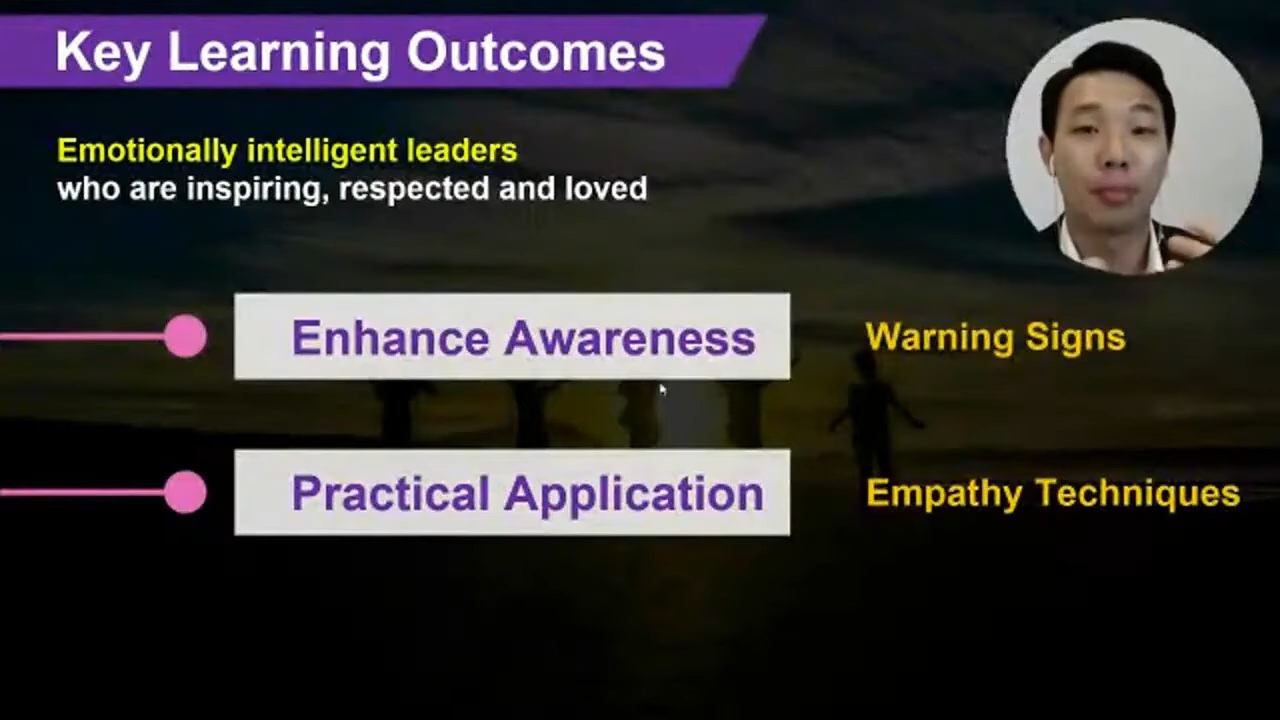 Key Learning Outcomes
Emotionally intelligent leaders
who are inspiring, respected and loved
Enhance Awareness
Warning Signs
Practical Application
Empathy Techniques